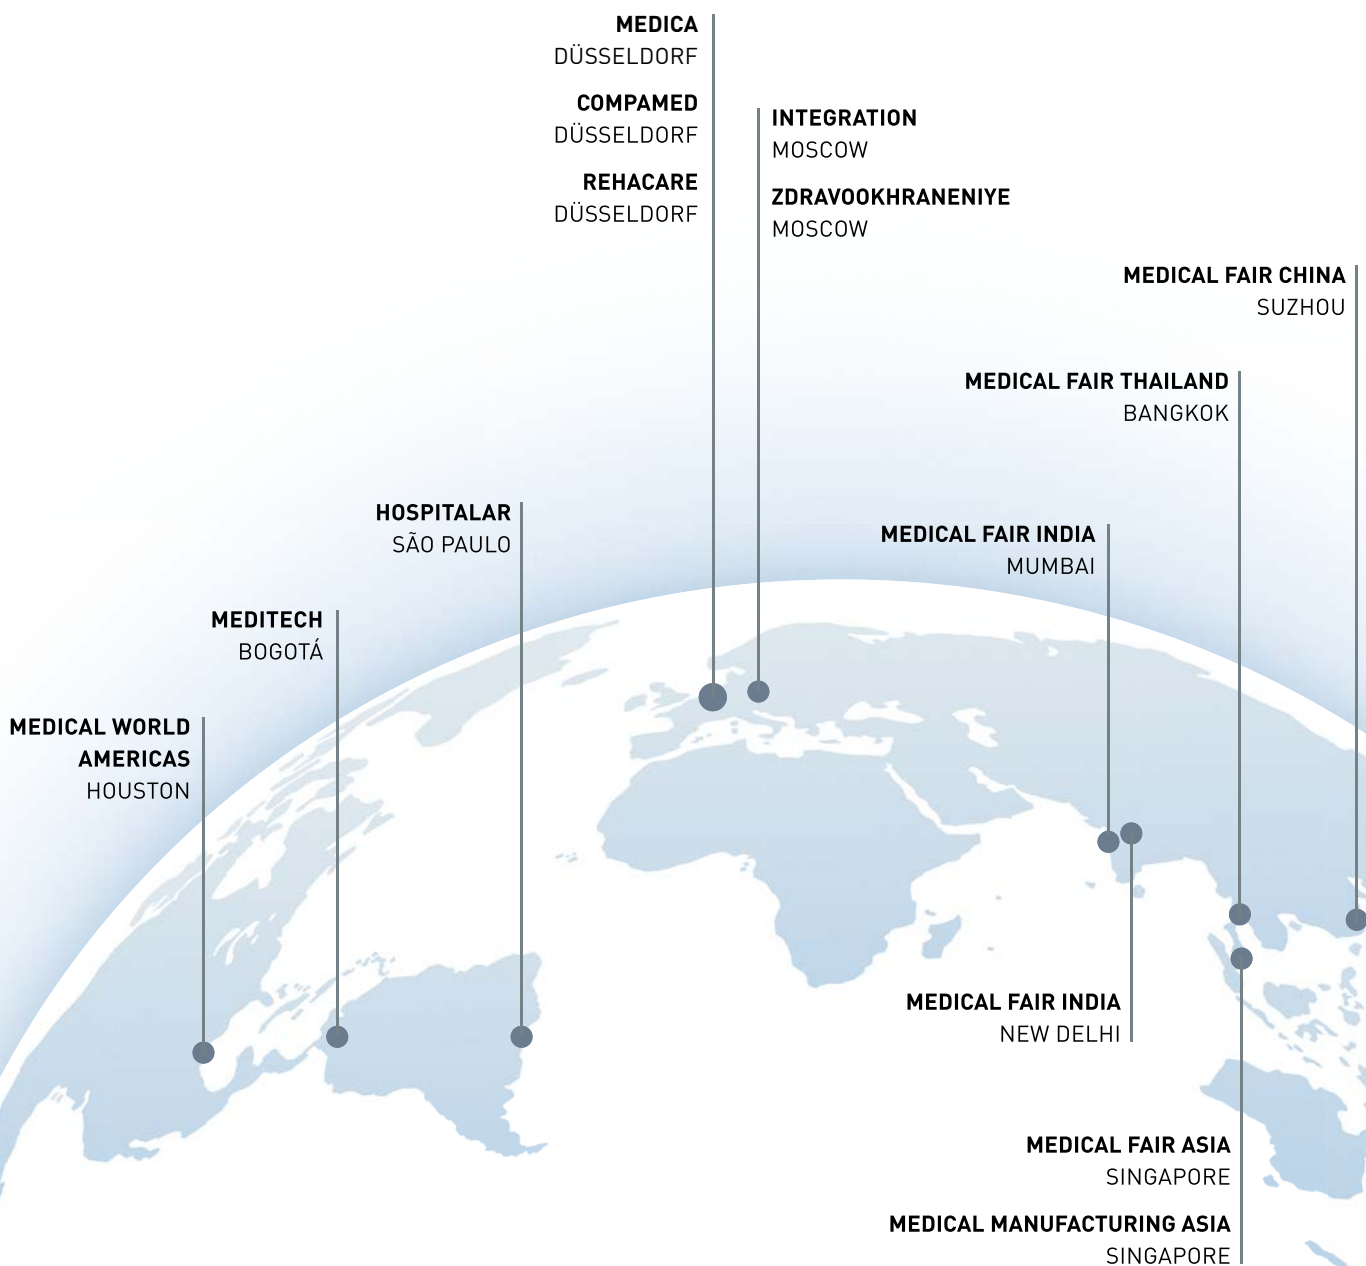 MEDICA
DÜSSELDORF
COMPAMED
DÜSSELDORF
REHACARE
DÜSSELDORF
INTEGRATION
MOSCOW
ZDRAVOOKHRANENIYE
MOSCOW
MEDICAL FAIR CHINA
SUZHOU
MEDICAL FAIR THAILAND
BANGKOK
HOSPITALAR
SÃO PAULO
MEDICAL FAIR INDIA
MUMBAI
MEDITECH
BOGOTÁ
MEDICAL WORLD
AMERICAS
HOUSTON
MEDICAL FAIR INDIA
NEW DELHI
MEDICAL FAIR ASIA
SINGAPORE
MEDICAL MANUFACTURING ASIA
SINGAPORE